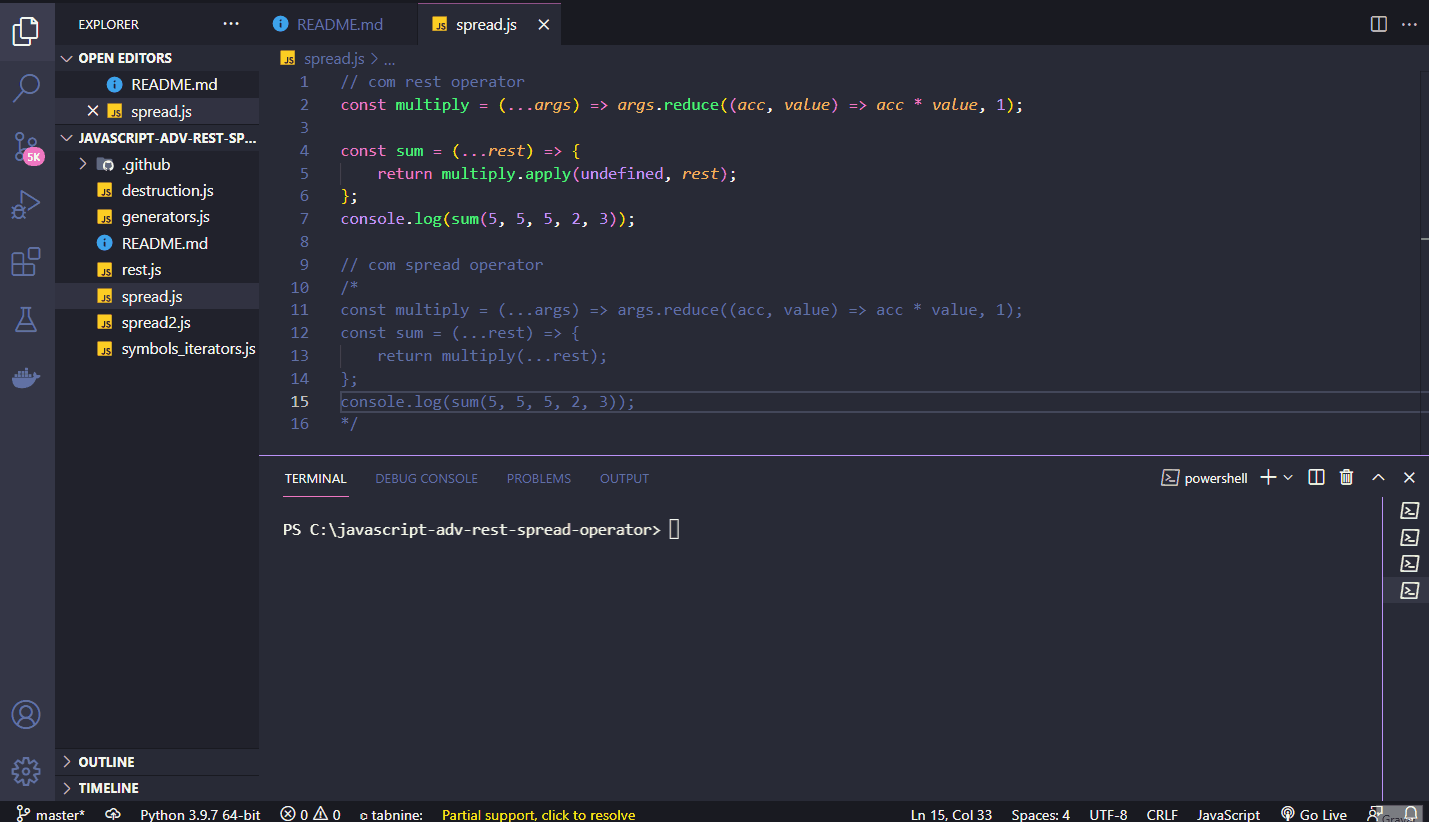 EXPLORER
OPEN EDITORS
README.md
spread.js
JAVASCRIPT-ADV-REST-SP...
.github
destruction.js
generators.js
README.md
rest.js
spread.js
spread2.js
symbols_iterators.js
OUTLINE
TIMELINE
5K
README.md
JS spread.js
JS spread.js > ...
1 // com rest operator
2 const multiply = (...args) => args.reduce((acc, value) => acc * value, 1);
3
4 const sum = (...rest) => {
5 return multiply.apply(undefined, rest);
6 };
7 console.log(sum(5, 5, 5, 2, 3));
8
9 // com spread operator
10 /*
11 const multiply = (...args) => args.reduce((acc, value) => acc * value, 1);
12 const sum = (...rest) => {
13 return multiply(...rest);
14 };
15 console.log(sum(5, 5, 5, 2, 3));
16 */
TERMINAL DEBUG CONSOLE PROBLEMS OUTPUT powershell
PS C:\javascript-adv-rest-spread-operator>
master* Python 3.9.7 64-bit 0 0 tabnine: Partial support, click to resolve Ln 15, Col 33 Spaces: 4 UTF-8 CRLF JavaScript Go Live